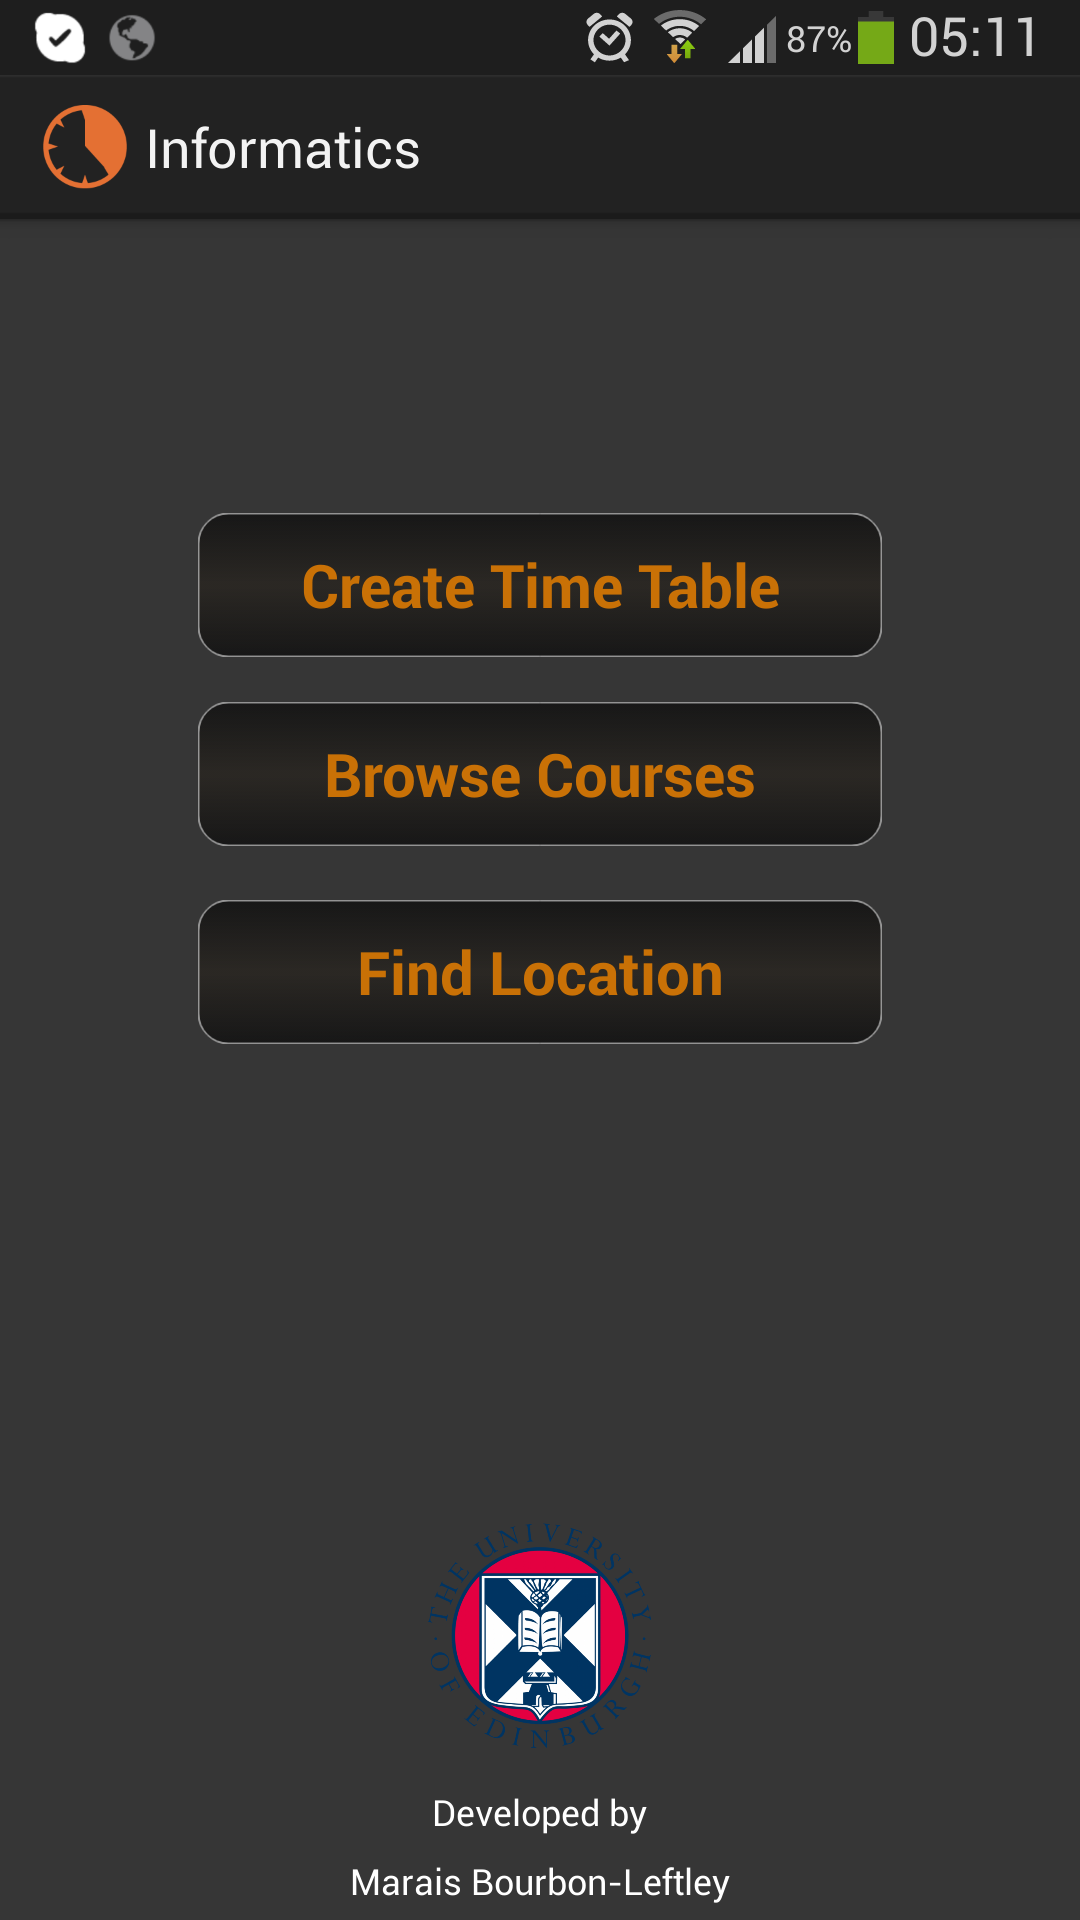 87% 05:11
Informatics
Create Time Table
Browse Courses
Find Location
THE UNIVERSITY
OF EDINBURGH
Developed by
Marais Bourbon-Leftley